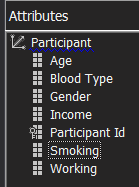 Attributes
Participant
Age
Blood Type
Gender
Income
Participant Id
Smoking
Working